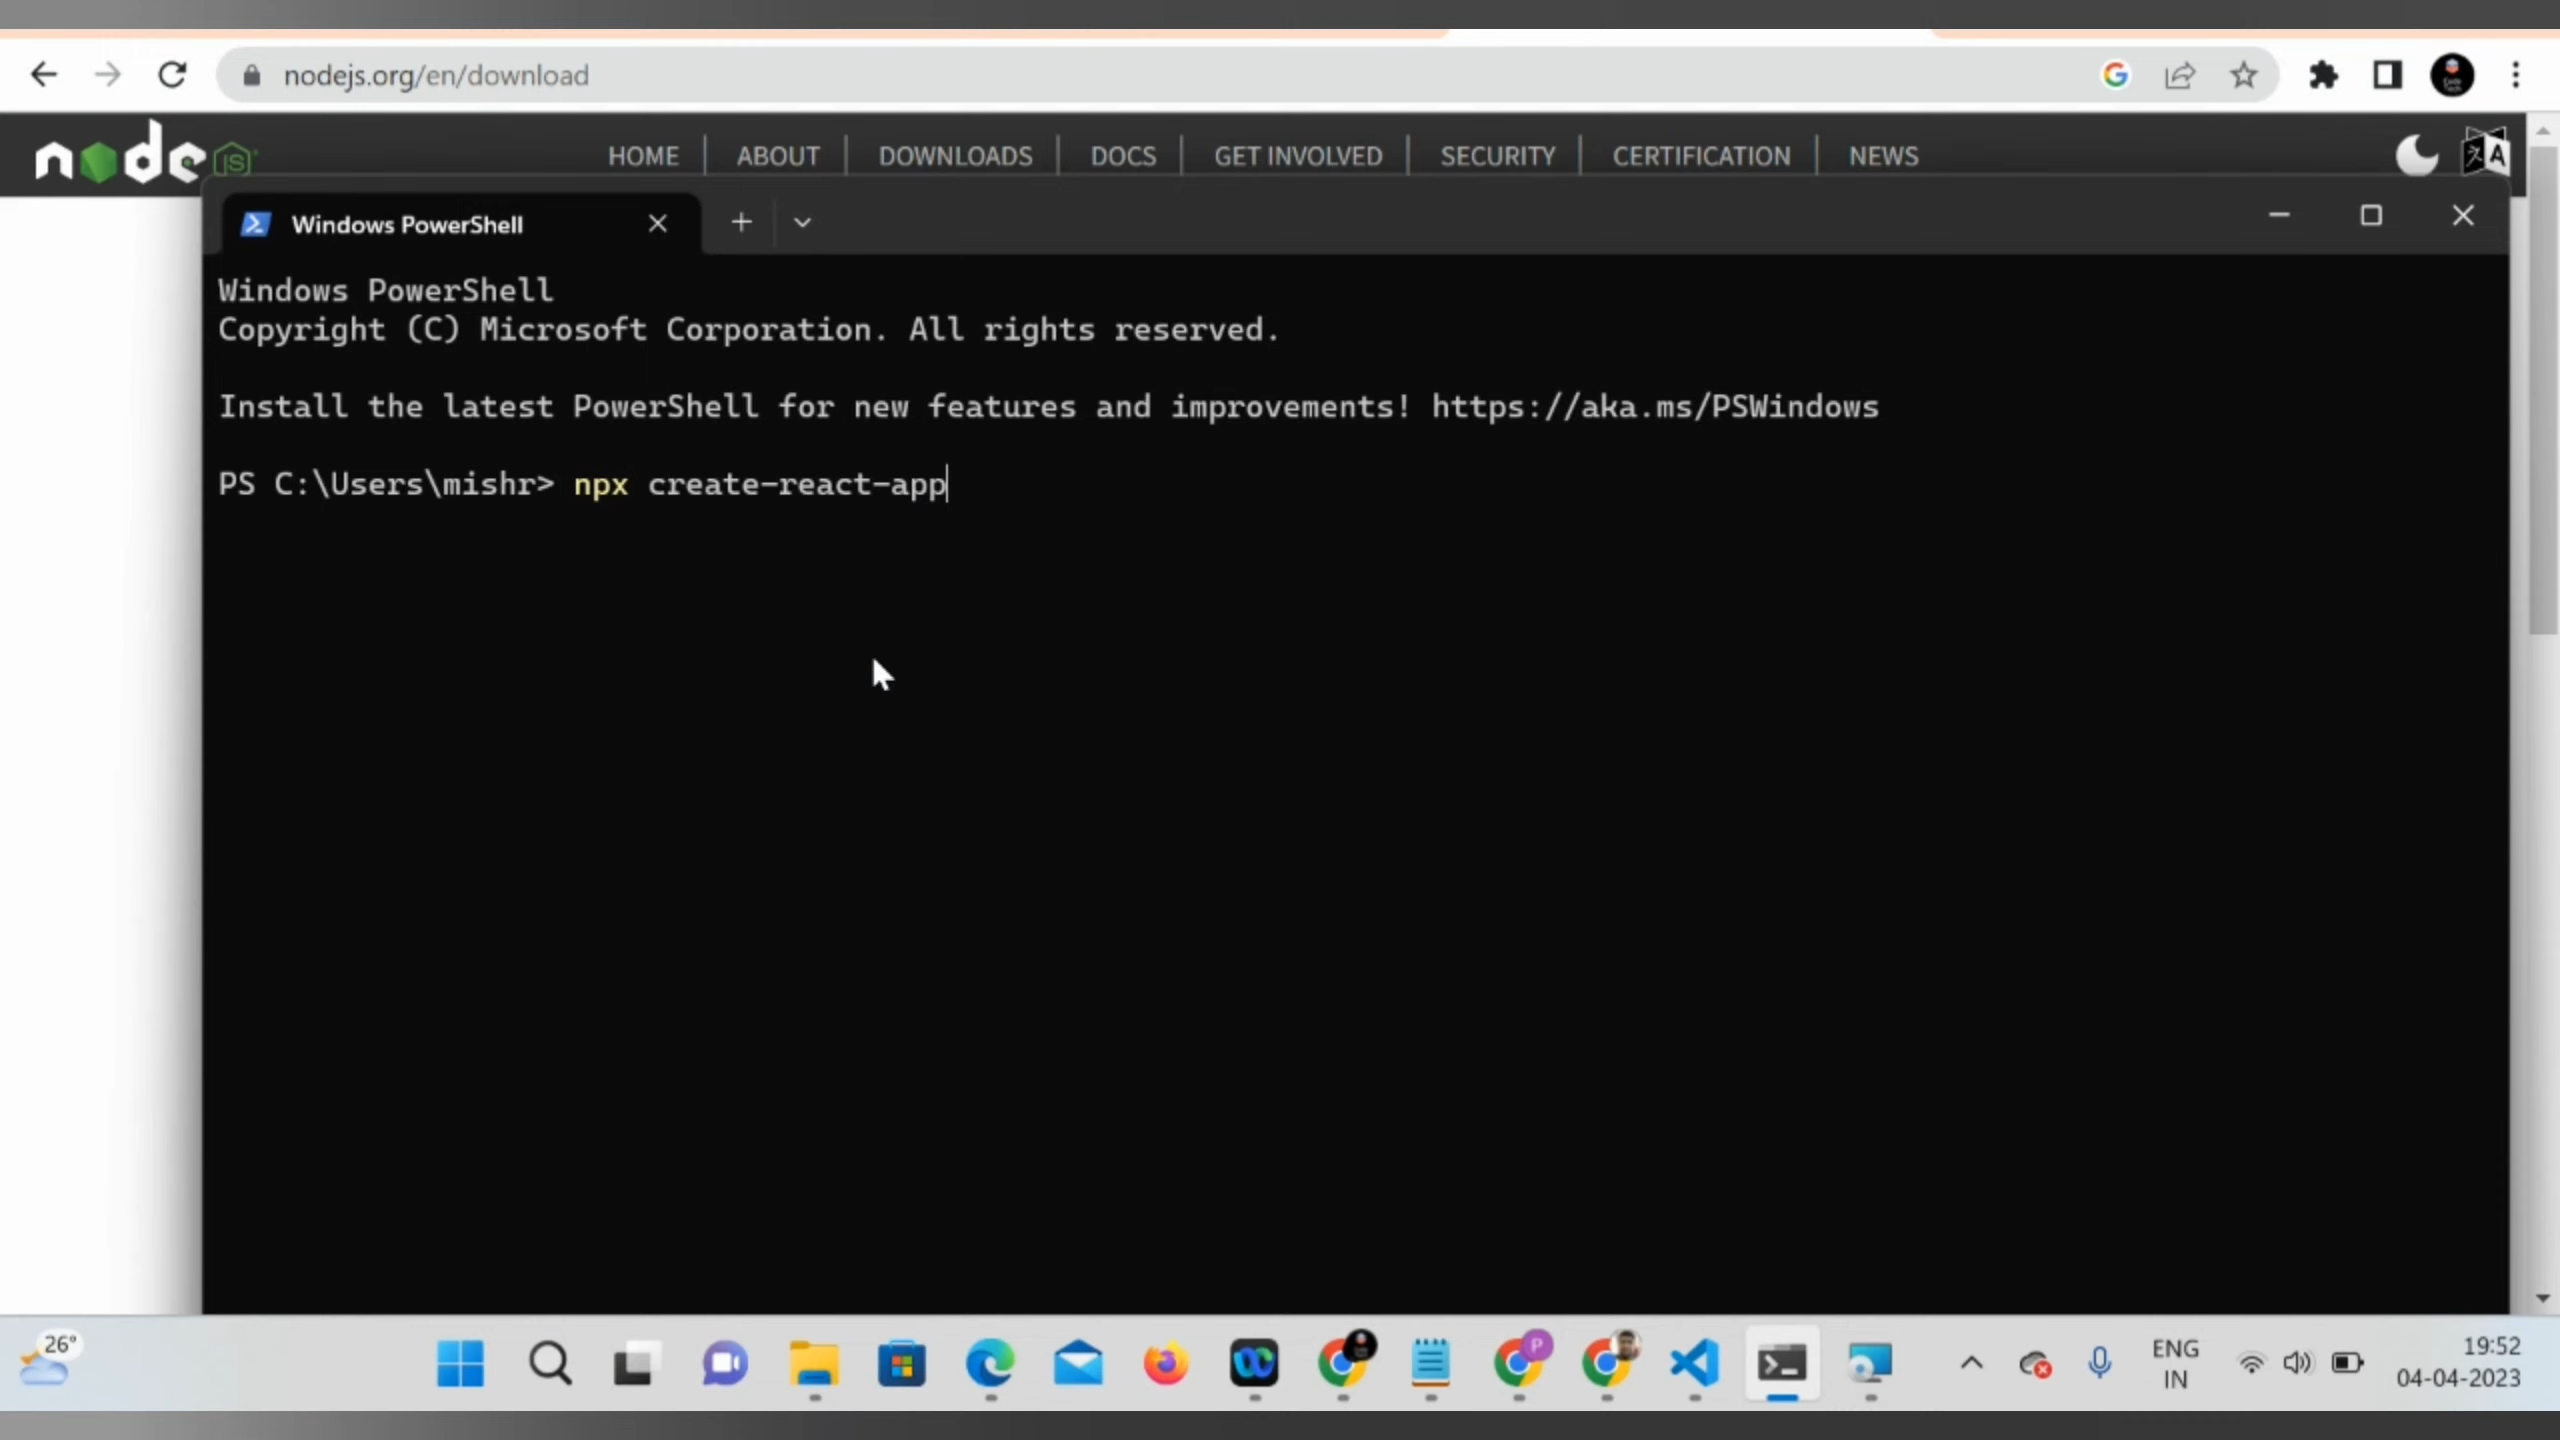 nodejs.org/en/download
node JS
HOME ABOUT DOWNLOADS DOCS GET INVOLVED SECURITY CERTIFICATION NEWS
Windows PowerShell
Windows PowerShell
Copyright (C) Microsoft Corporation. All rights reserved.
Install the latest PowerShell for new features and improvements! https://aka.ms/PSWindows
PS C:\Users\mishr> npx create-react-app
26°
P
ENG
IN
19:52
04-04-2023